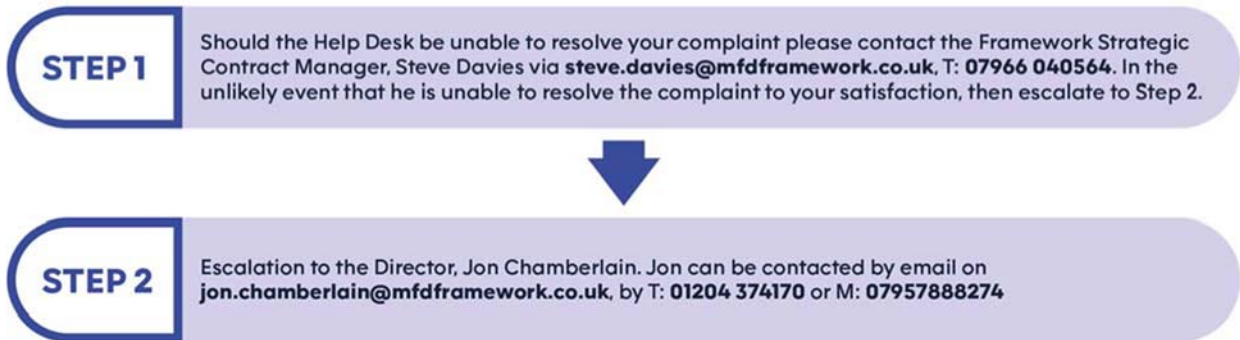 STEP 1
Should the Help Desk be unable to resolve your complaint please contact the Framework Strategic
Contract Manager, Steve Davies via steve.davies@mfdframework.co.uk, T: 07966 040564. In the
unlikely event that he is unable to resolve the complaint to your satisfaction, then escalate to Step 2.
STEP 2
Escalation to the Director, Jon Chamberlain. Jon can be contacted by email on
jon.chamberlain@mfdframework.co.uk, by T: 01204 374170 or M: 07957888274